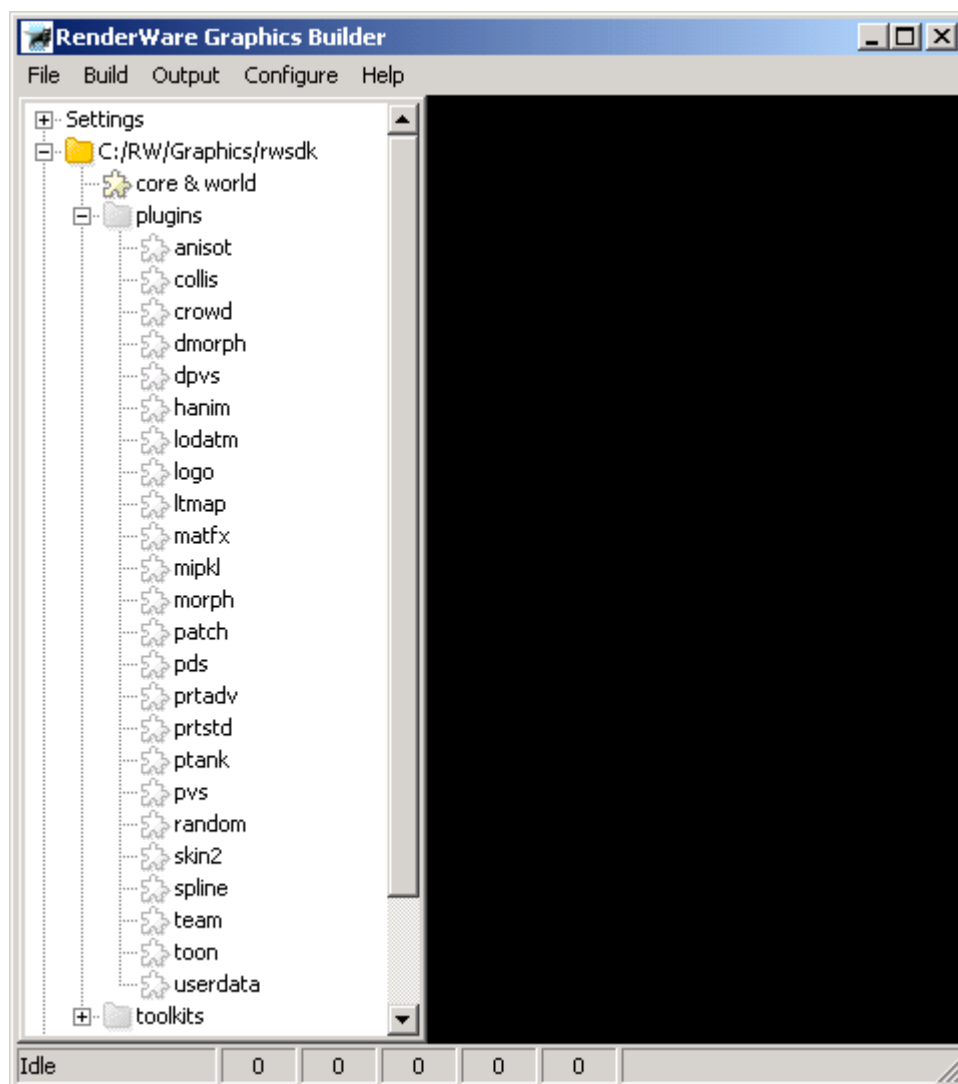 RenderWare Graphics Builder
File Build Output Configure Help
Settings
C:/RW/Graphics/rwsdk
core & world
plugins
anisot
collis
crowd
dmorph
dpvs
hanim
lodatm
logo
ltmap
matfx
mipkl
morph
patch
pds
prtadv
prtstd
ptank
pvs
random
skin2
spline
team
toon
userdata
toolkits
Idle 0 0 0 0 0